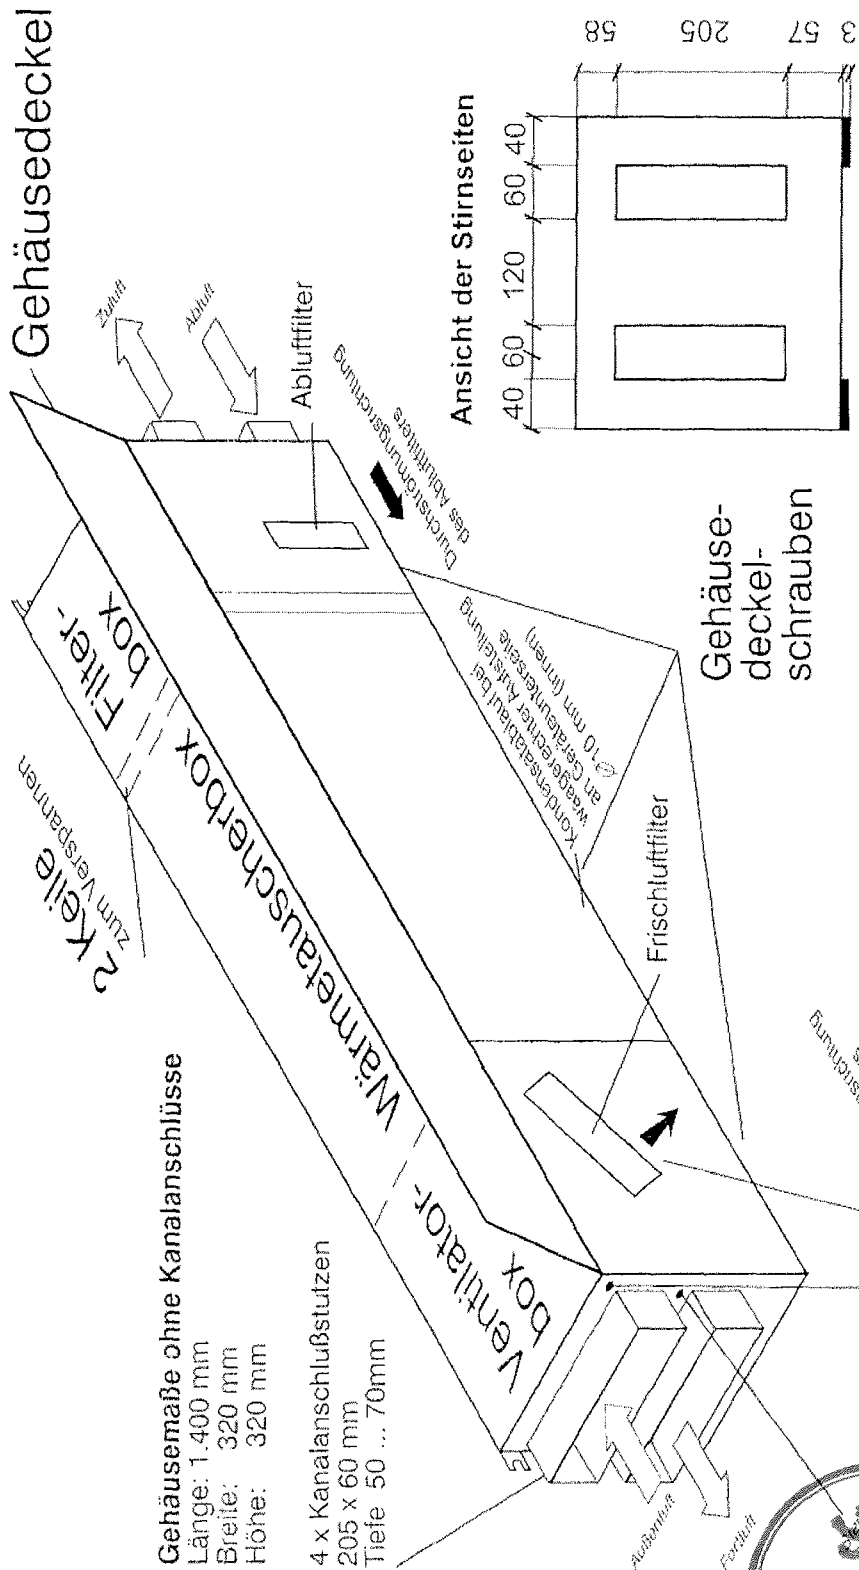 Gehäusedeckel
Zuluft
Abluft
Abluftfilter
Durchströmungsrichtung
des Abluftfilters
Filter-
box
2 Keile
zum Verspannen
Wärmetauscherbox
Ventilator-
box
Kondensatablauf bei
waagerechter Aufstellung
an Geräteunterseite
Ø10 mm (innen)
Frischluftfilter
Gehäuse-
deckel-
schrauben
Gehäusemaße ohne Kanalanschlüsse
Länge: 1.400 mm
Breite: 320 mm
Höhe: 320 mm
4 x Kanalanschlußstutzen
205 x 60 mm
Tiefe 50 ... 70mm
Außenluft
Fortluft
Ansicht der Stirnseiten
40 60 120 60 40
58 205 57 3